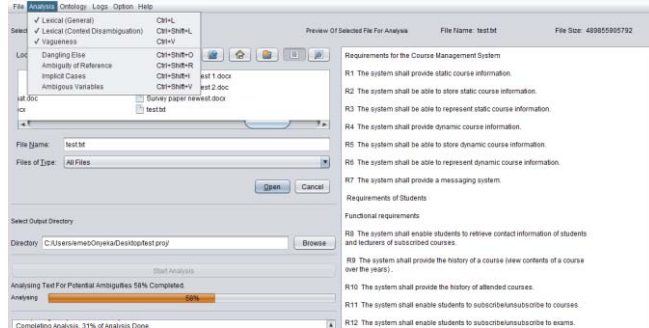 File Analysis Ontology Logs Option Help
✓ Lexical (General) Ctrl+L
✓ Lexical (Context Disambiguation) Ctrl+Shift+L
✓ Vagueness Ctrl+V
Dangling Else Ctrl+Shift+O
Ambiguity of Reference Ctrl+Shift+R
Implicit Cases Ctrl+Shift+I
Ambigous Variables Ctrl+Shift+V
Select
Loc
est 1.docx
est 2.docx
at.doc
Survey paper newest.docx
test.txt
File Name: test.txt
Files of Type: All Files
Open Cancel
Select Output Directory
Directory C:/Users/emebOnyeka/Desktop/test.proj/ Browse
Start Analysis
Analysing Text For Potential Ambiguities 58% Completed.
Analysing 58%
Completing Analysis, 31% of Analysis Done.
Preview Of Selected File For Analysis File Name: test.txt File Size: 489855905792
Requirements for the Course Management System
R1 The system shall provide static course information.
R2 The system shall be able to store static course information.
R3 The system shall be able to represent static course information.
R4 The system shall provide dynamic course information.
R5 The system shall be able to store dynamic course information.
R6 The system shall be able to represent dynamic course information.
R7 The system shall provide a messaging system.
Requirements of Students
Functional requirements
R8 The system shall enable students to retrieve contact information of students
and lecturers of subscribed courses.
R9 The system shall provide the history of a course (view contents of a course
over the years) .
R10 The system shall provide the history of attended courses.
R11 The system shall enable students to subscribe/unsubscribe to courses.
R12 The system shall enable students to subscribe/unsubscribe to exams.